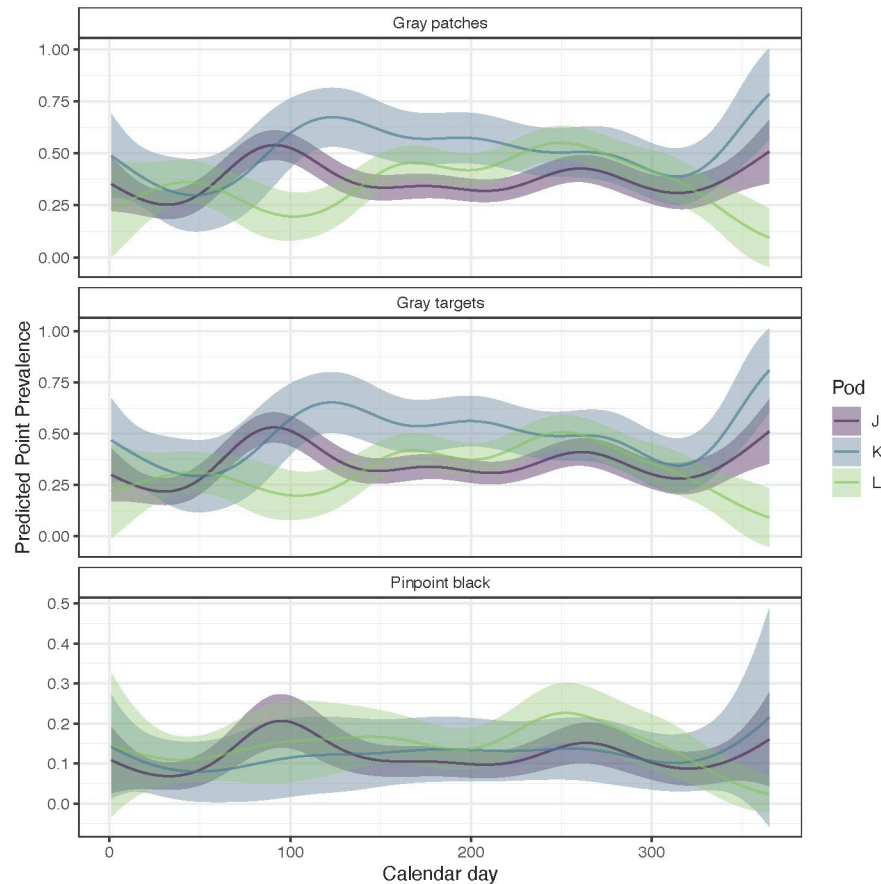 Gray patches
1.00
0.75
0.50
0.25
0.00
Gray targets
1.00
0.75
0.50
0.25
0.00
Predicted Point Prevalence
Pinpoint black
0.5
0.4
0.3
0.2
0.1
0.0
0 100 200 300
Calendar day
Pod
J
K
L